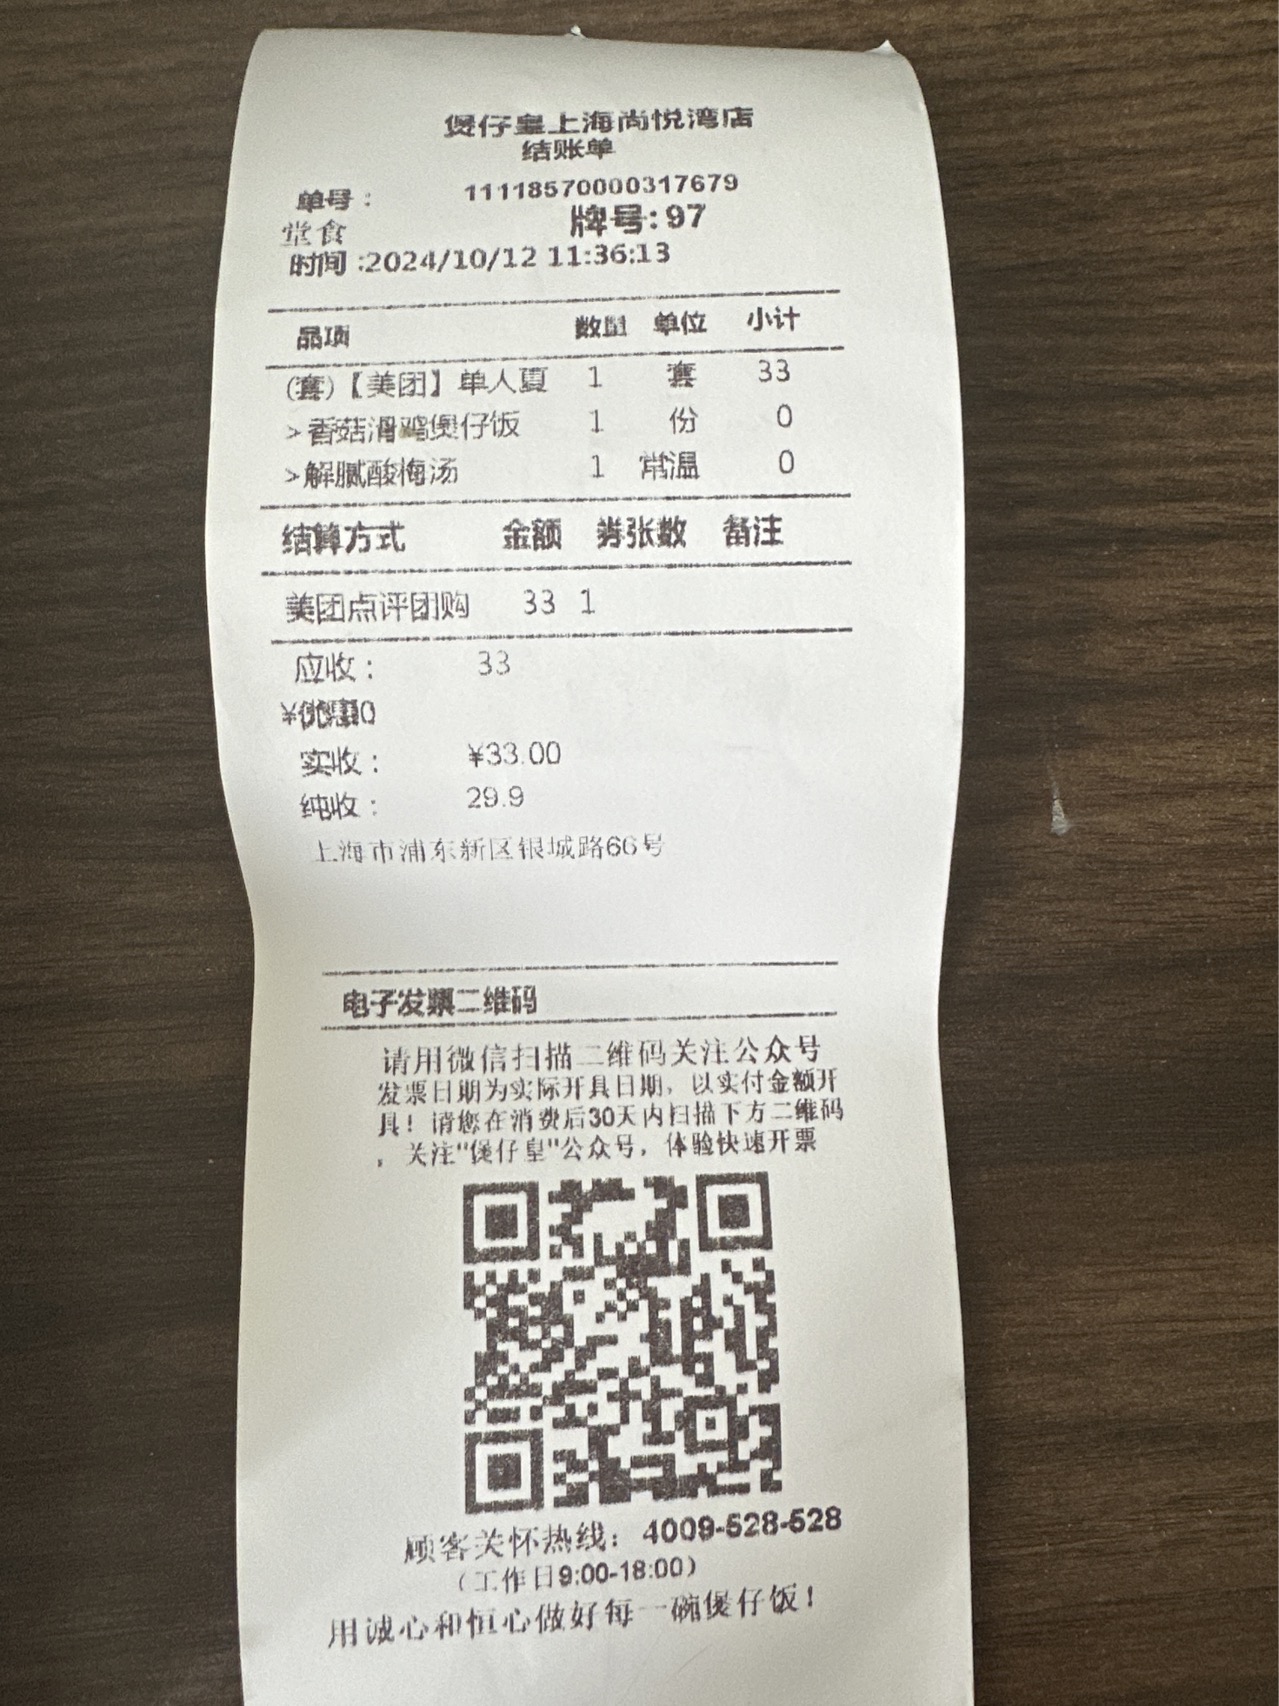 煲仔皇上海尚悦湾店
结账单
单号： 11118570000317679
堂食 牌号:97
时间:2024/10/12 11:36:13
品项 数量 单位 小计
(套)【美团】单人夏 1 套 33
>香菇滑鸡煲仔饭 1 份 0
>解腻酸梅汤 1 常温 0
结算方式 金额 券张数 备注
美团点评团购 33 1
应收： 33
¥优惠0
实收： ¥33.00
纯收： 29.9
上海市浦东新区银城路66号
电子发票二维码
请用微信扫描二维码关注公众号
发票日期为实际开具日期，以实付金额开
具！请您在消费后30天内扫描下方二维码
，关注"煲仔皇"公众号，体验快速开票
顾客关怀热线：4009-528-528
（工作日9:00-18:00）
用诚心和恒心做好每一碗煲仔饭！